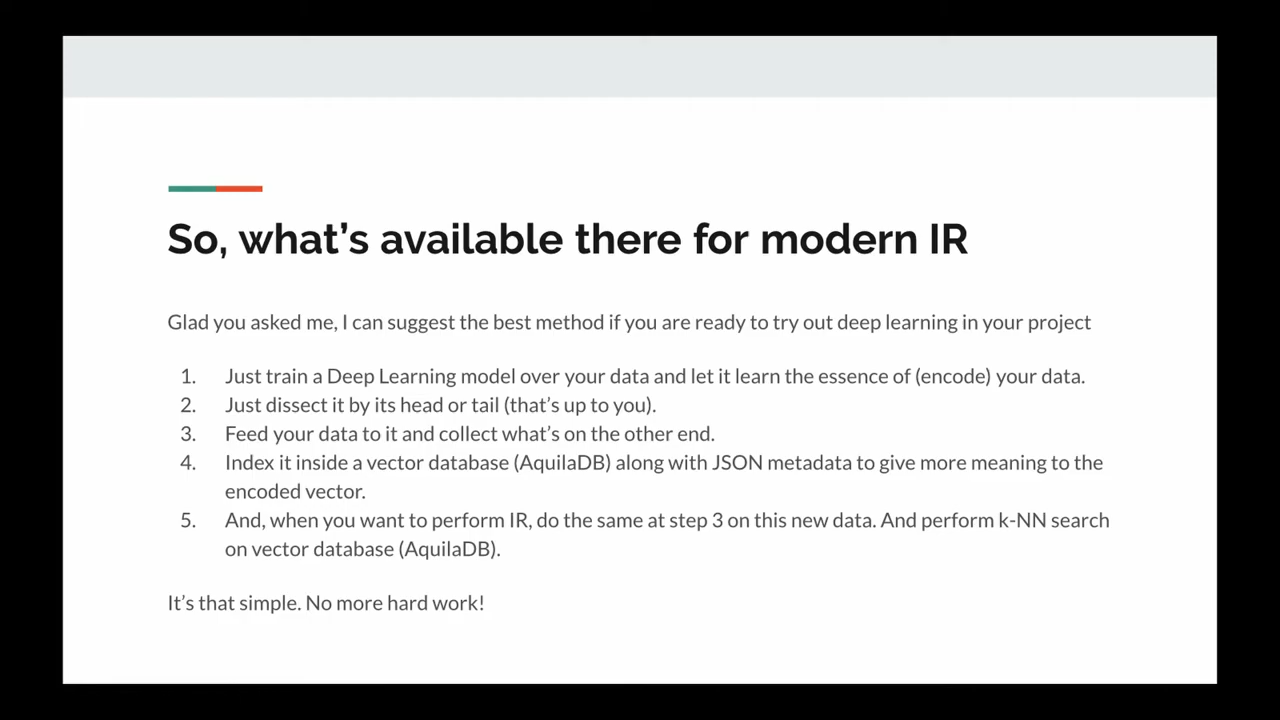 So, what’s available there for modern IR
Glad you asked me, I can suggest the best method if you are ready to try out deep learning in your project
1. Just train a Deep Learning model over your data and let it learn the essence of (encode) your data.
2. Just dissect it by its head or tail (that’s up to you).
3. Feed your data to it and collect what’s on the other end.
4. Index it inside a vector database (AquilaDB) along with JSON metadata to give more meaning to the
encoded vector.
5. And, when you want to perform IR, do the same at step 3 on this new data. And perform k-NN search
on vector database (AquilaDB).
It’s that simple. No more hard work!